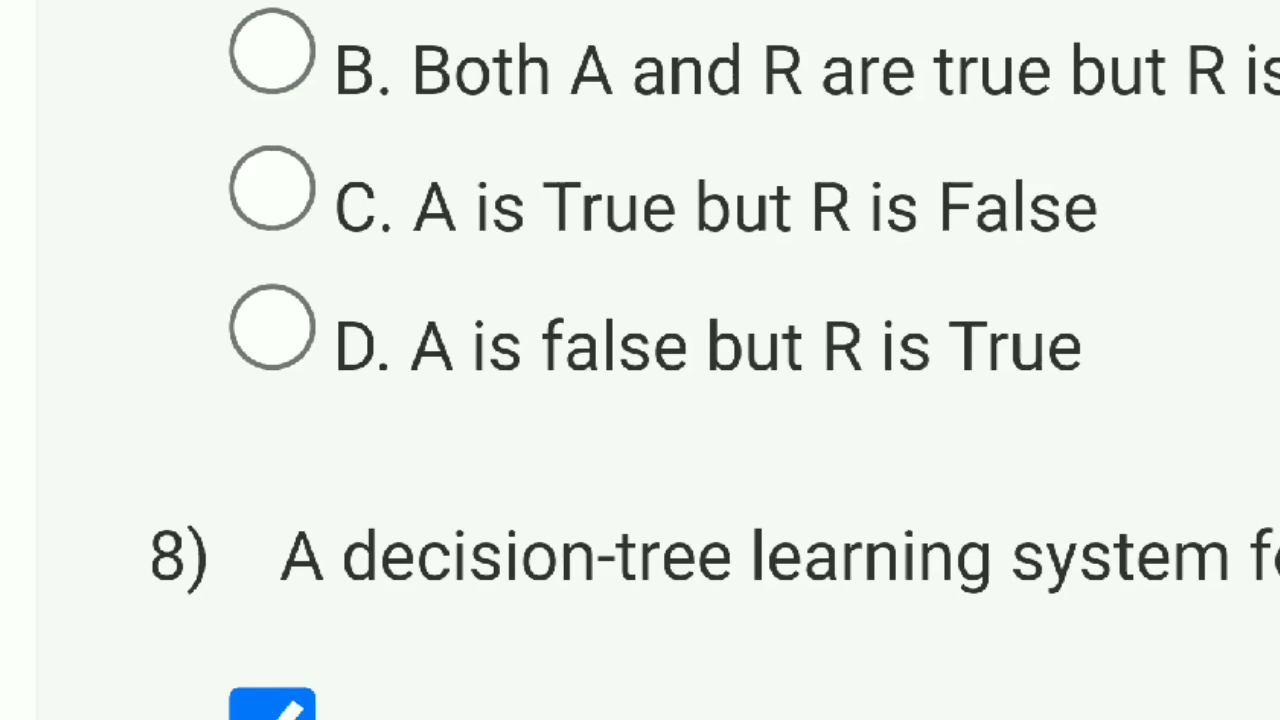 B. Both A and R are true but R is
C. A is True but R is False
D. A is false but R is True
8) A decision-tree learning system